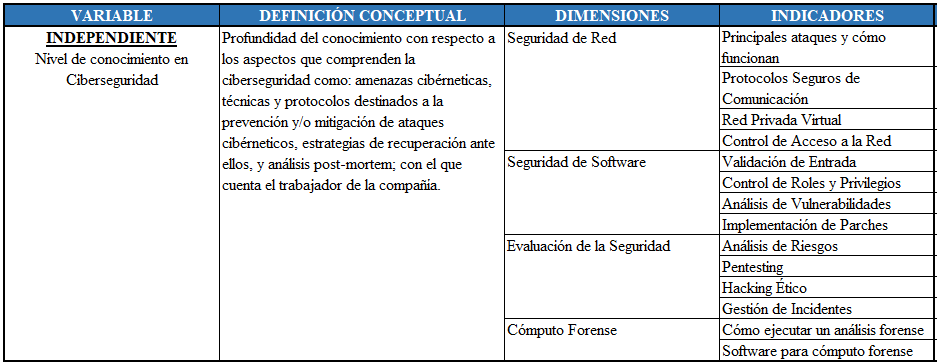 VARIABLE
DEFINICIÓN CONCEPTUAL
DIMENSIONES
INDICADORES
INDEPENDIENTE
Nivel de conocimiento en
Ciberseguridad
Profundidad del conocimiento con respecto a
los aspectos que comprenden la
ciberseguridad como: amenazas cibérneticas,
técnicas y protocolos destinados a la
prevención y/o mitigación de ataques
cibérneticos, estrategias de recuperación ante
ellos, y análisis post-mortem; con el que
cuenta el trabajador de la compañía.
Seguridad de Red
Principales ataques y cómo
funcionan
Protocolos Seguros de
Comunicación
Red Privada Virtual
Control de Acceso a la Red
Seguridad de Software
Validación de Entrada
Control de Roles y Privilegios
Análisis de Vulnerabilidades
Implementación de Parches
Evaluación de la Seguridad
Análisis de Riesgos
Pentesting
Hacking Ético
Gestión de Incidentes
Cómputo Forense
Cómo ejecutar un análisis forense
Software para cómputo forense